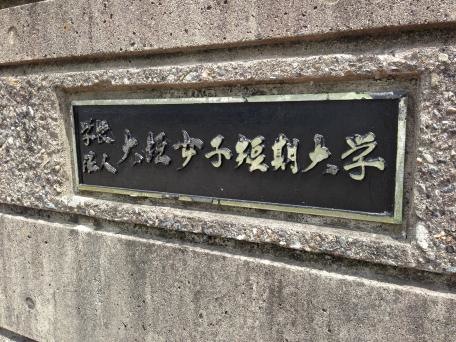 学校
法人 大垣女子短期大学